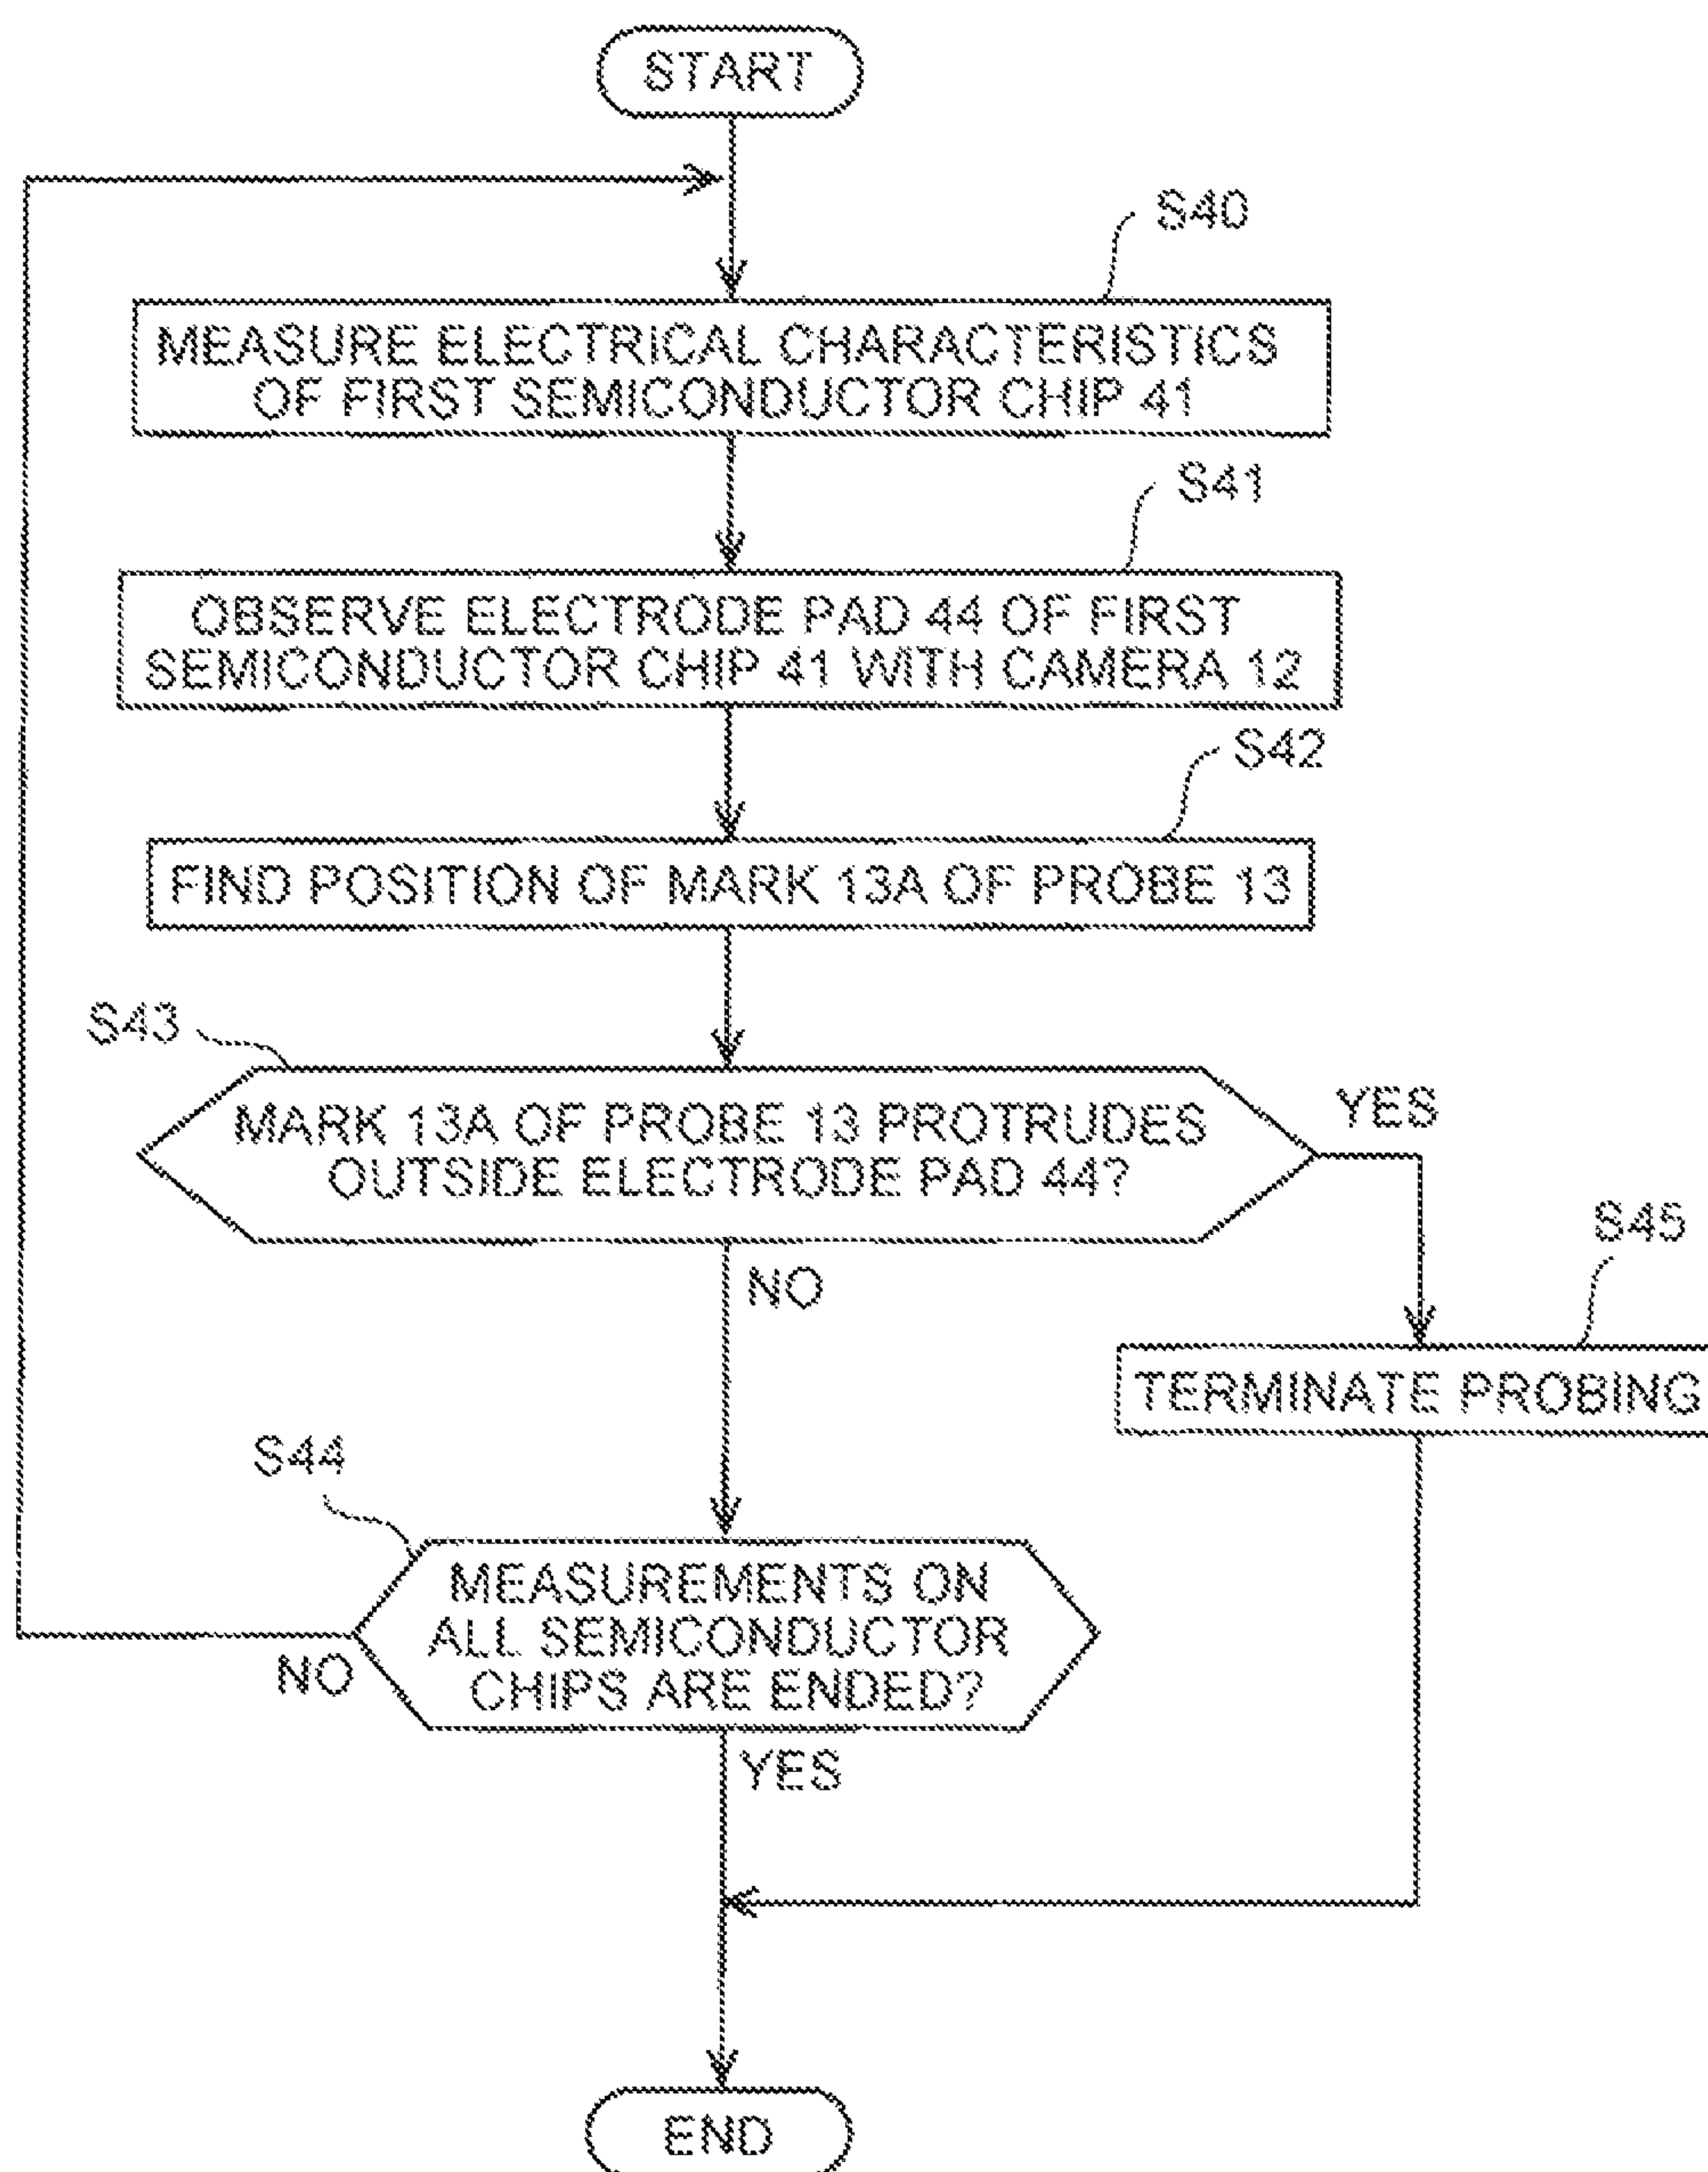 START
S40
MEASURE ELECTRICAL CHARACTERISTICS
OF FIRST SEMICONDUCTOR CHIP 41
S41
OBSERVE ELECTRODE PAD 44 OF FIRST
SEMICONDUCTOR CHIP 41 WITH CAMERA 12
S42
FIND POSITION OF MARK 13A OF PROBE 13
S43
MARK 13A OF PROBE 13 PROTRUDES
OUTSIDE ELECTRODE PAD 44?
YES
NO
S45
TERMINATE PROBING
S44
MEASUREMENTS ON
ALL SEMICONDUCTOR
CHIPS ARE ENDED?
NO
YES
END